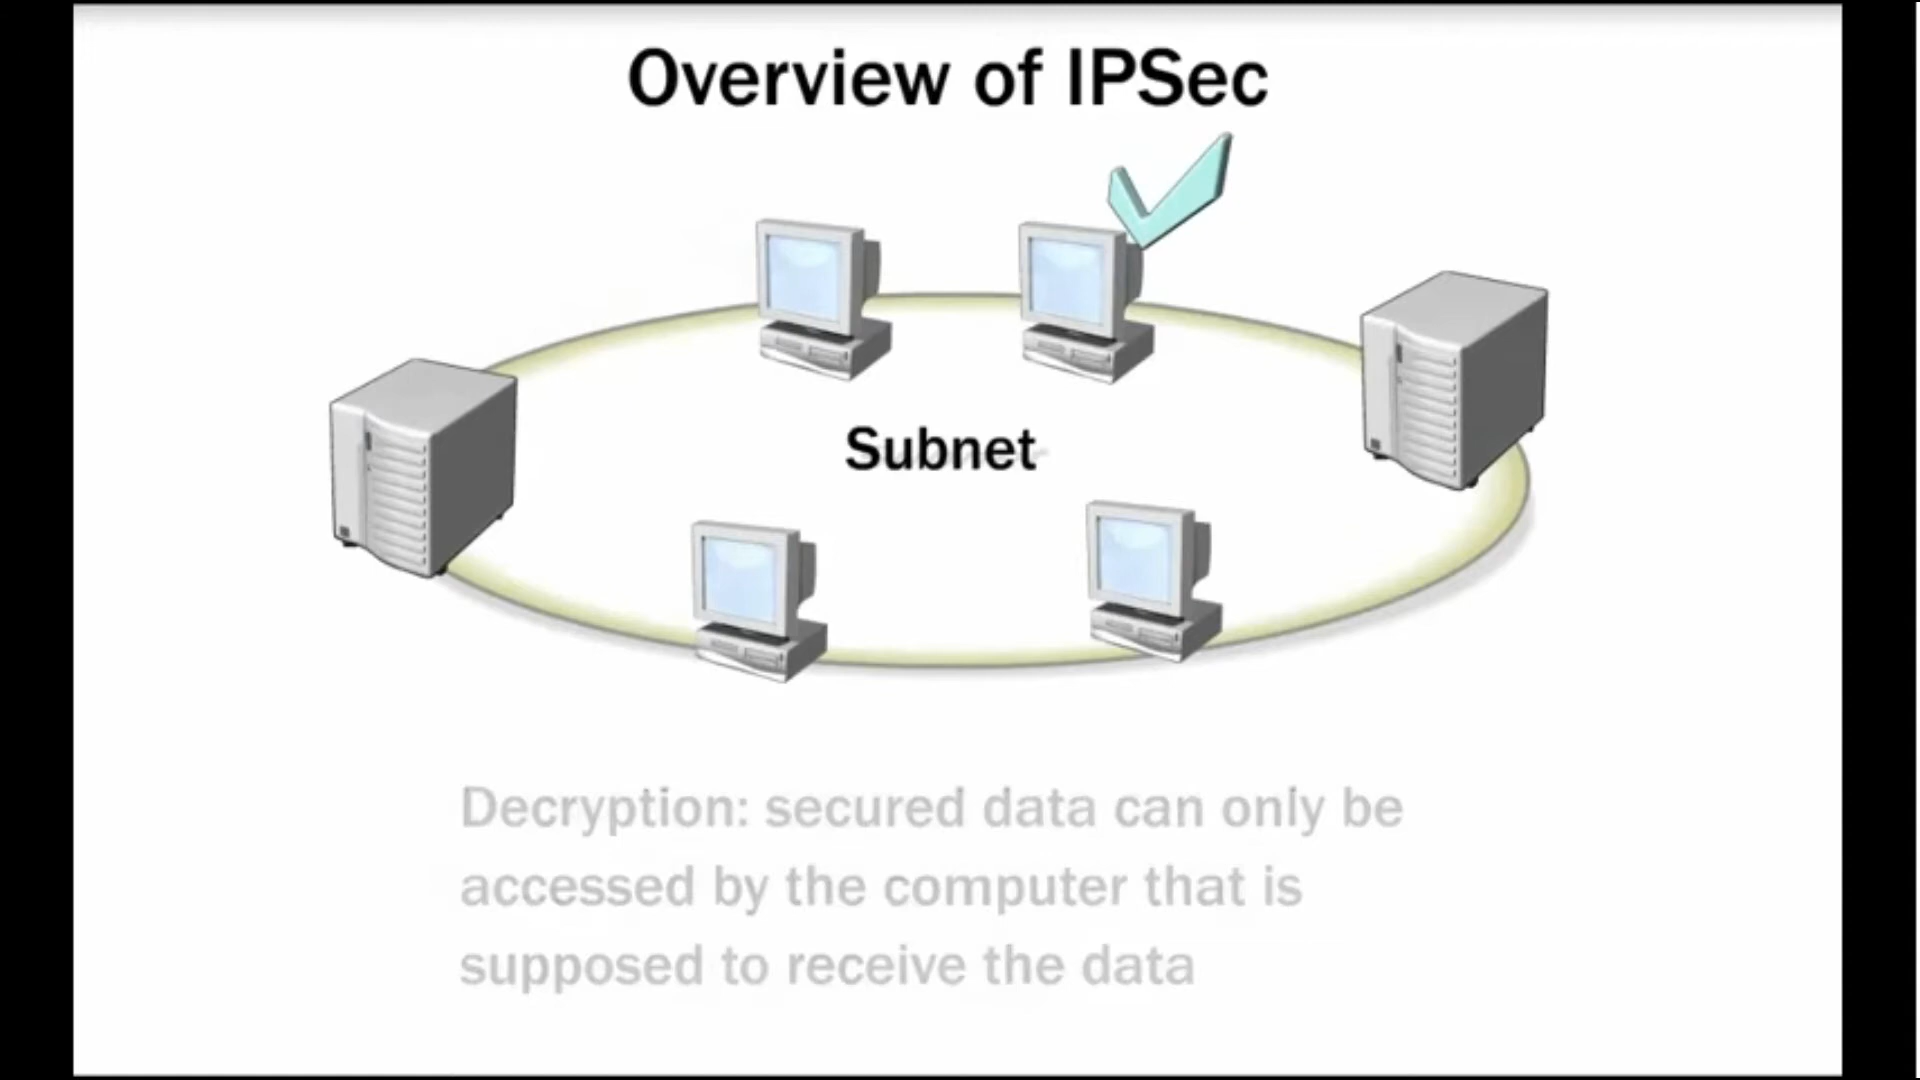 Overview of IPSec
Subnet
Decryption: secured data can only be
accessed by the computer that is
supposed to receive the data